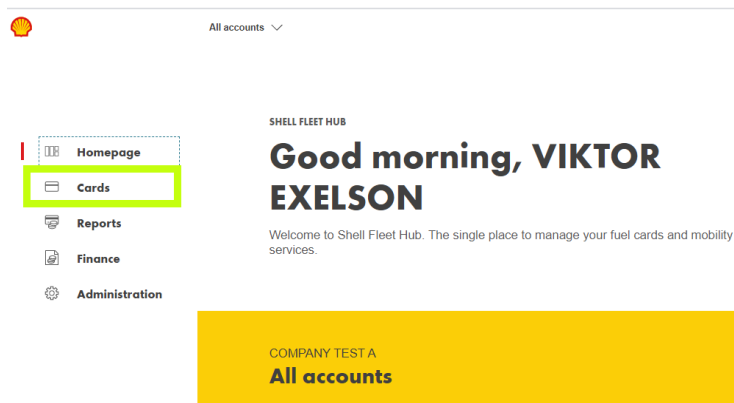 All accounts
SHELL FLEET HUB
Homepage
Cards
Reports
Finance
Administration
Good morning, VIKTOR
EXELSON
Welcome to Shell Fleet Hub. The single place to manage your fuel cards and mobility
services.
COMPANY TEST A
All accounts